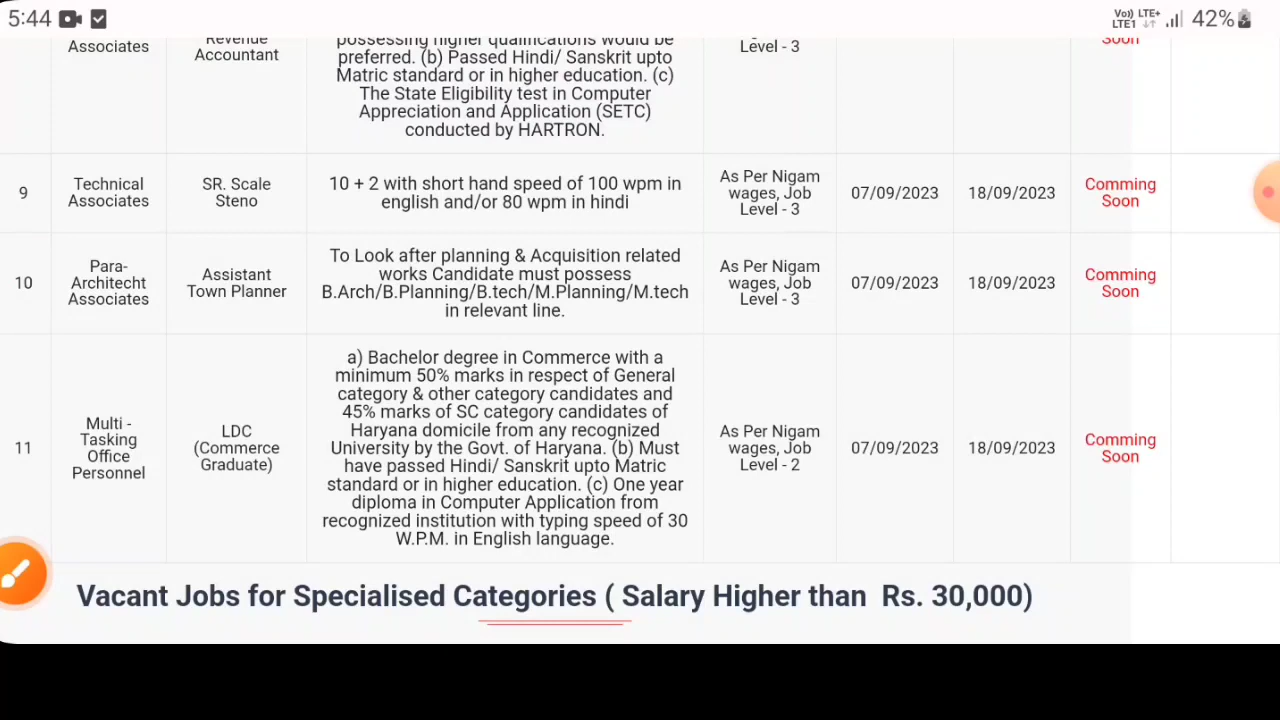 5:44
Vo)) LTE+
LTE1
42%
Associates
Revenue
Accountant
possessing higher qualifications would be
preferred. (b) Passed Hindi/ Sanskrit upto
Matric standard or in higher education. (c)
The State Eligibility test in Computer
Appreciation and Application (SETC)
conducted by HARTRON.
Level - 3
Soon
9
Technical
Associates
SR. Scale
Steno
10 + 2 with short hand speed of 100 wpm in
english and/or 80 wpm in hindi
As Per Nigam
wages, Job
Level - 3
07/09/2023
18/09/2023
Comming
Soon
10
Para-
Architecht
Associates
Assistant
Town Planner
To Look after planning & Acquisition related
works Candidate must possess
B.Arch/B.Planning/B.tech/M.Planning/M.tech
in relevant line.
As Per Nigam
wages, Job
Level - 3
07/09/2023
18/09/2023
Comming
Soon
11
Multi -
Tasking
Office
Personnel
LDC
(Commerce
Graduate)
a) Bachelor degree in Commerce with a
minimum 50% marks in respect of General
category & other category candidates and
45% marks of SC category candidates of
Haryana domicile from any recognized
University by the Govt. of Haryana. (b) Must
have passed Hindi/ Sanskrit upto Matric
standard or in higher education. (c) One year
diploma in Computer Application from
recognized institution with typing speed of 30
W.P.M. in English language.
As Per Nigam
wages, Job
Level - 2
07/09/2023
18/09/2023
Comming
Soon
Vacant Jobs for Specialised Categories ( Salary Higher than Rs. 30,000)